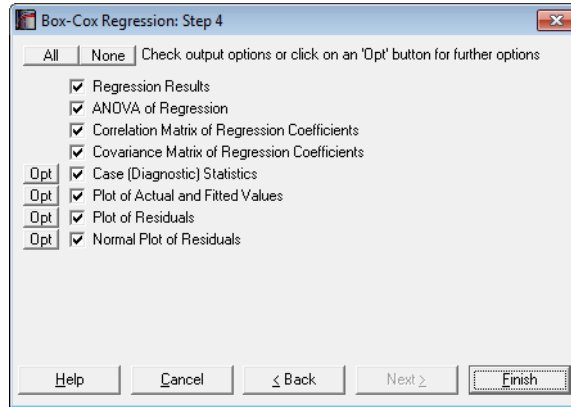 Box-Cox Regression: Step 4
All None Check output options or click on an 'Opt' button for further options
Regression Results
ANOVA of Regression
Correlation Matrix of Regression Coefficients
Covariance Matrix of Regression Coefficients
Opt Case (Diagnostic) Statistics
Opt Plot of Actual and Fitted Values
Opt Plot of Residuals
Opt Normal Plot of Residuals
Help Cancel < Back Next > Finish